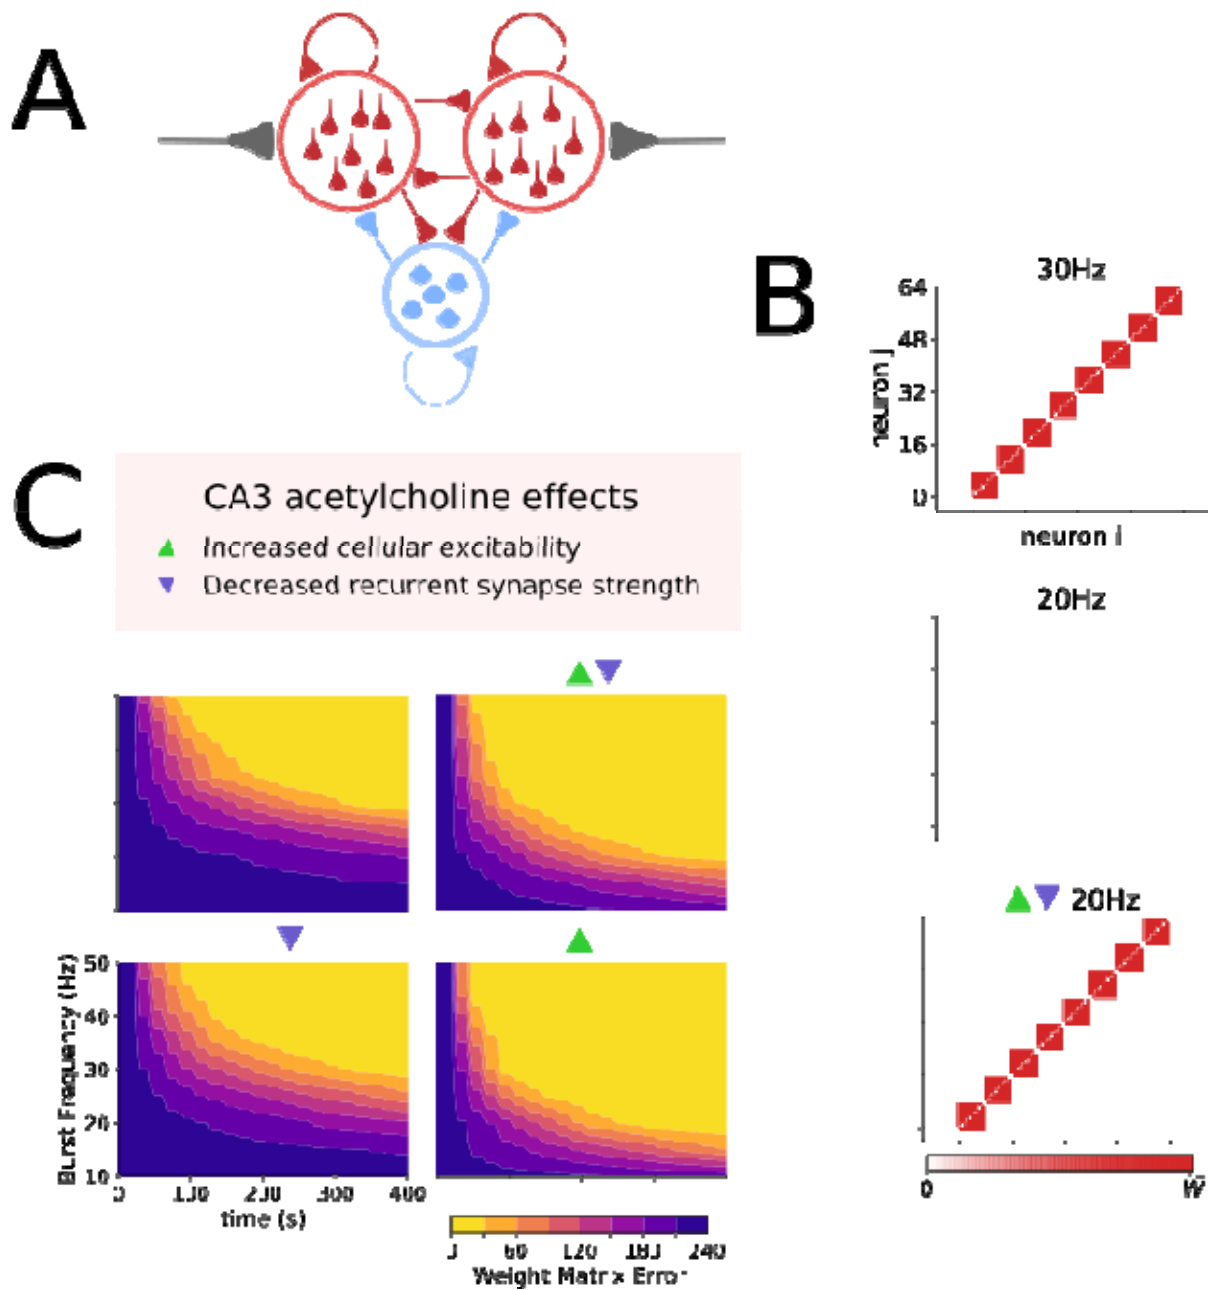 A
B
30Hz
64
48
32
16
0
neuron j
neuron i
C
CA3 acetylcholine effects
Increased cellular excitability
Decreased recurrent synapse strength
20Hz
20Hz
50
40
30
20
10
Burst Frequency (Hz)
0 100 200 300 400
time (s)
0 60 120 180 240
Weight Matrix Error
0 W